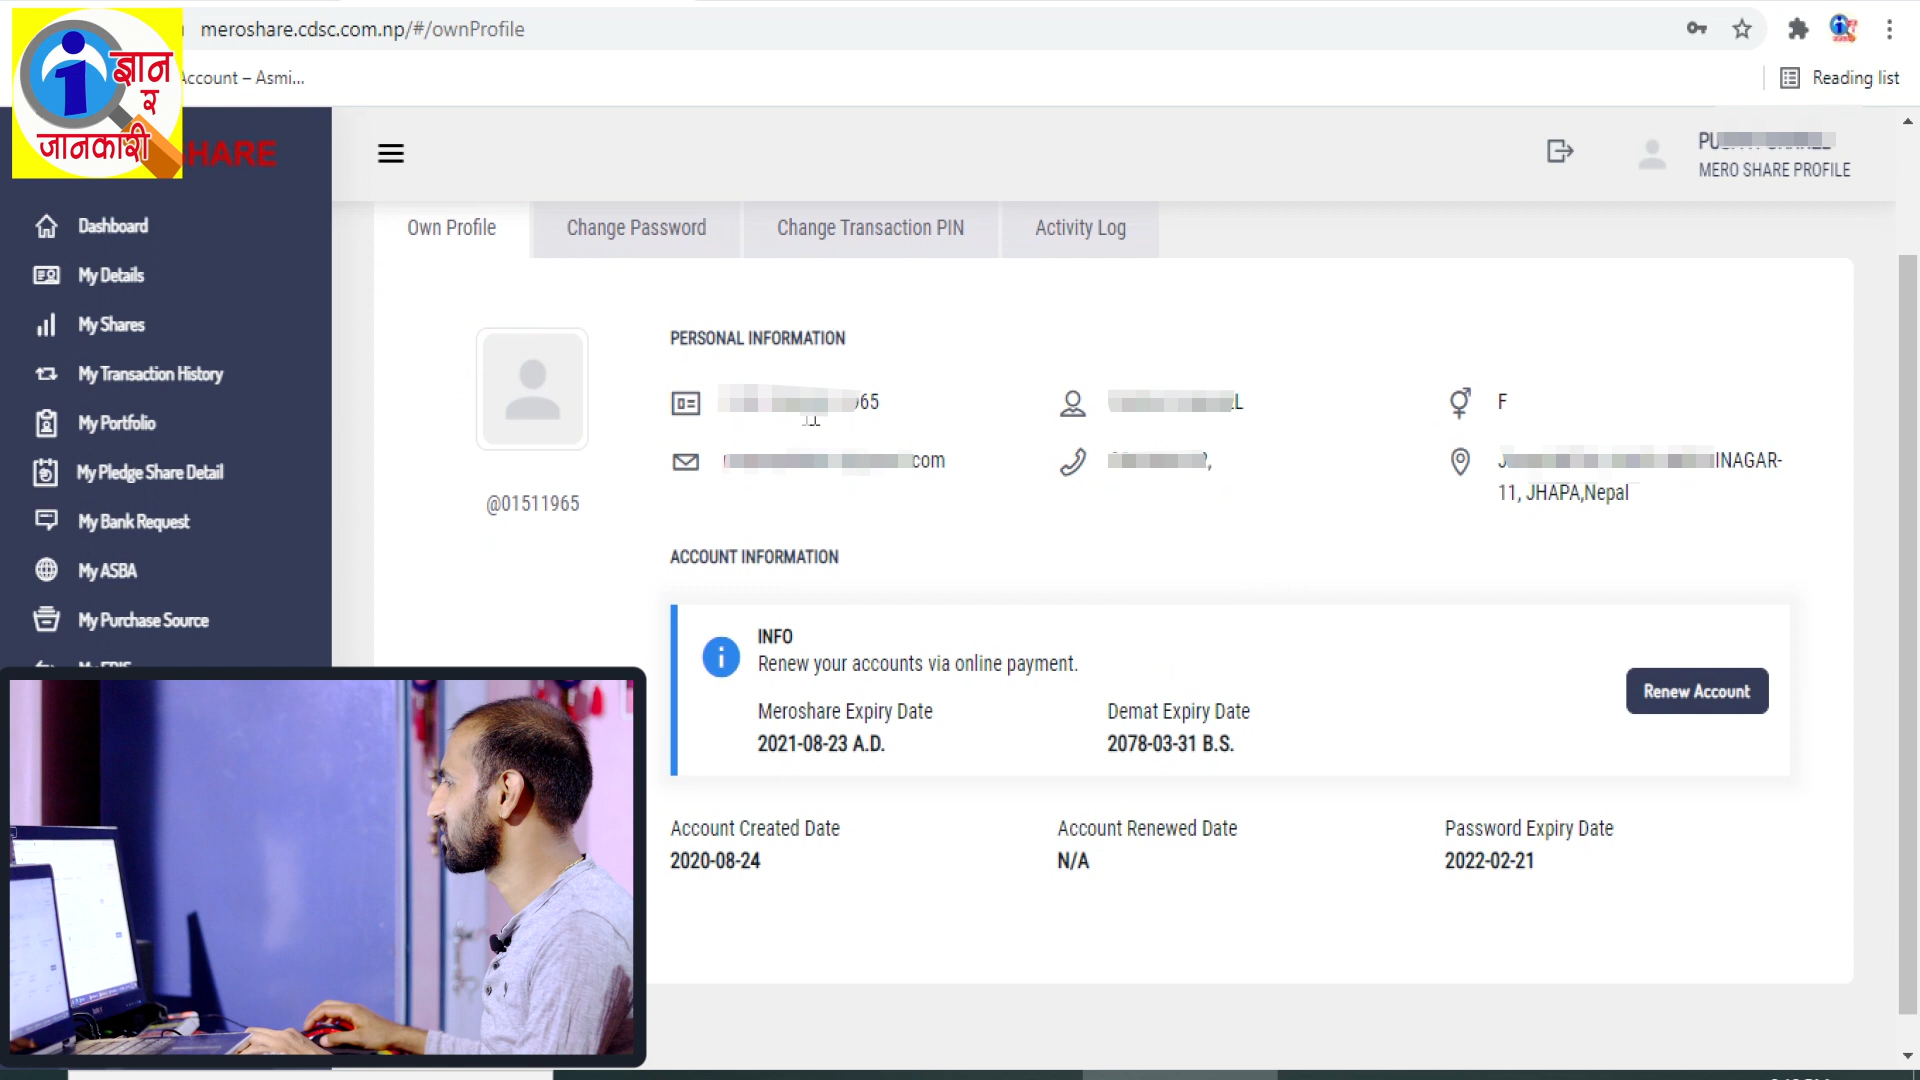 meroshare.cdsc.com.np/#/ownProfile
Account – Asmi...
Reading list
ज्ञान
र
जानकारी
SHARE
MERO SHARE PROFILE
Dashboard
My Details
My Shares
My Transaction History
My Portfolio
My Pledge Share Detail
My Bank Request
My ASBA
My Purchase Source
Own Profile
Change Password
Change Transaction PIN
Activity Log
PERSONAL INFORMATION
965
L
F
com
INAGAR-
11, JHAPA,Nepal
@01511965
ACCOUNT INFORMATION
INFO
Renew your accounts via online payment.
Meroshare Expiry Date
Demat Expiry Date
2021-08-23 A.D.
2078-03-31 B.S.
Renew Account
Account Created Date
Account Renewed Date
Password Expiry Date
2020-08-24
N/A
2022-02-21